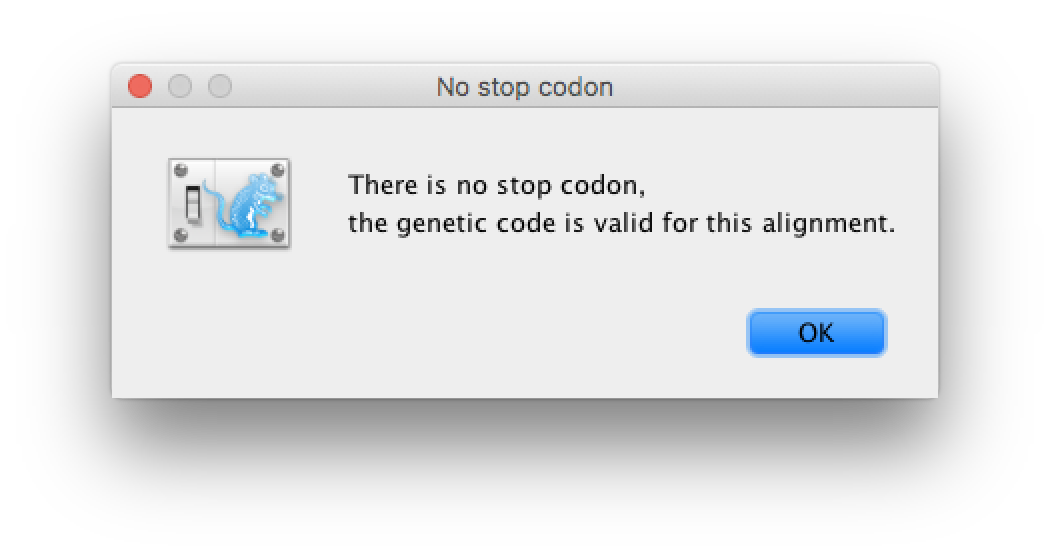 No stop codon
There is no stop codon,
the genetic code is valid for this alignment.
OK